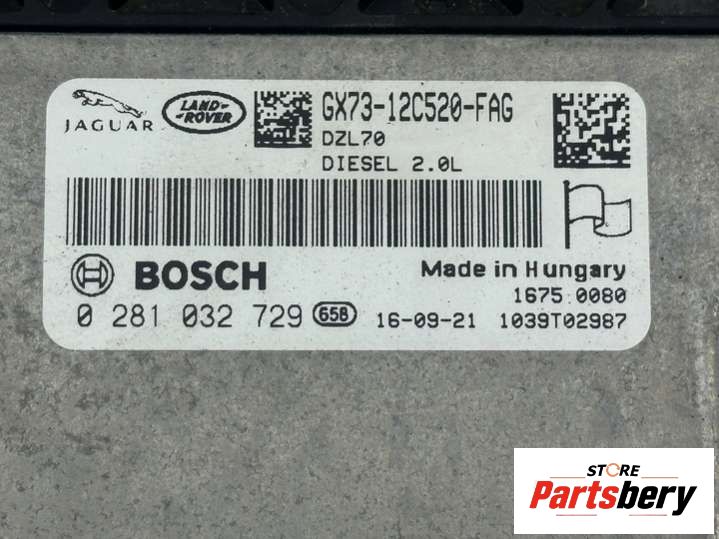 JAGUAR
LAND-
ROVER
GX73-12C520-FAG
DZL70
DIESEL 2.0L
BOSCH
Made in Hungary
1675 0080
0 281 032 729 658 16-09-21 1039T02987
STORE
Partsbery